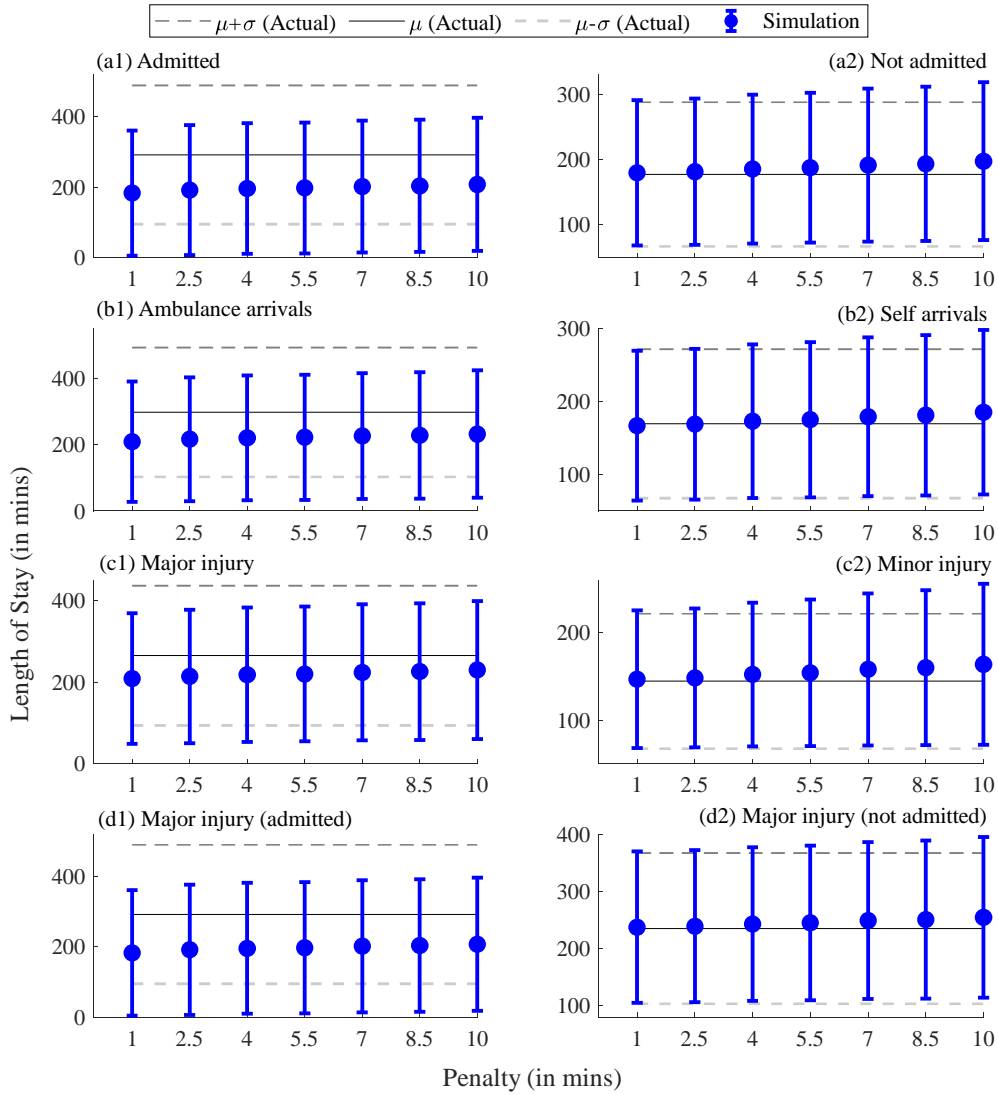 μ+σ (Actual) μ (Actual) μ-σ (Actual) Simulation
(a1) Admitted
400
200
0
1 2.5 4 5.5 7 8.5 10
(a2) Not admitted
300
200
100
1 2.5 4 5.5 7 8.5 10
(b1) Ambulance arrivals
400
200
0
1 2.5 4 5.5 7 8.5 10
(b2) Self arrivals
300
200
100
1 2.5 4 5.5 7 8.5 10
(c1) Major injury
400
200
0
1 2.5 4 5.5 7 8.5 10
(c2) Minor injury
200
100
1 2.5 4 5.5 7 8.5 10
(d1) Major injury (admitted)
400
200
0
1 2.5 4 5.5 7 8.5 10
(d2) Major injury (not admitted)
400
300
200
100
1 2.5 4 5.5 7 8.5 10
Length of Stay (in mins)
Penalty (in mins)